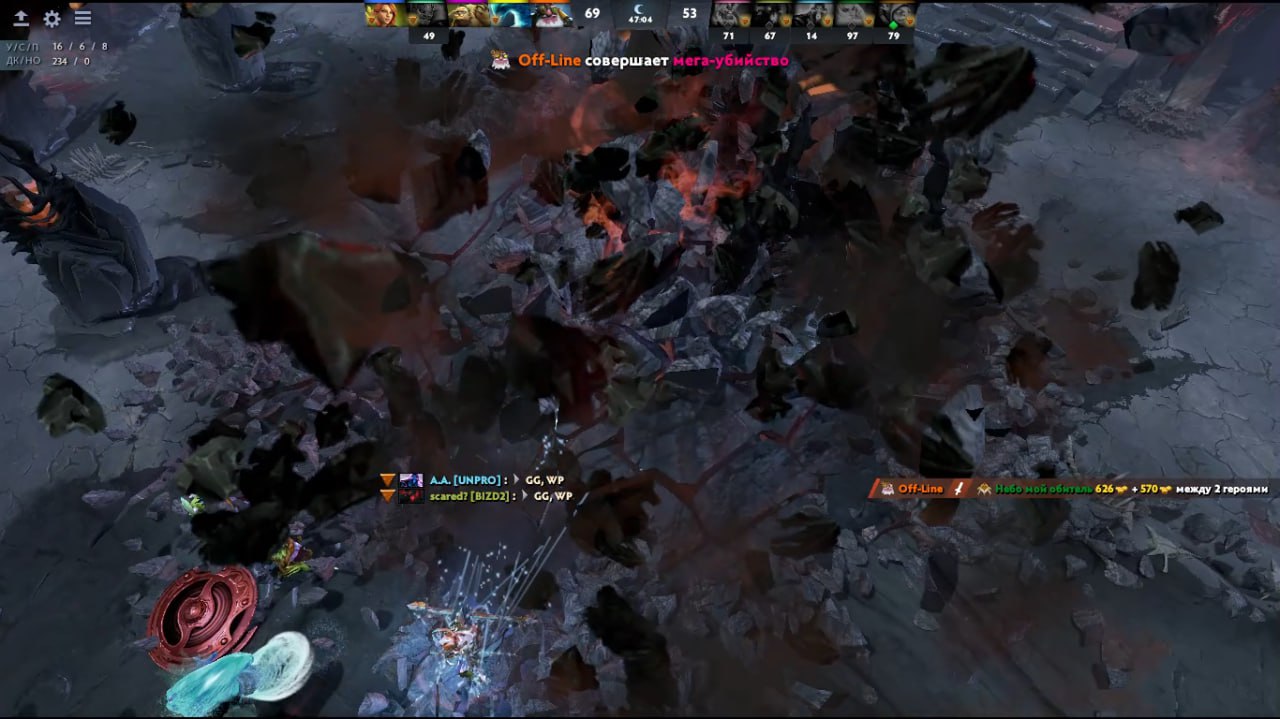 69 47:04 53
49 71 67 14 97 79
У/С/П 16 / 6 / 8
ДК/НО 234 / 0
Off-Line совершает мега-убийство
A.A. [UNPRO] : GG, WP
scared? [BIZD2] : GG, WP
Off-Line Небо мой обитель 626 + 570 между 2 героями